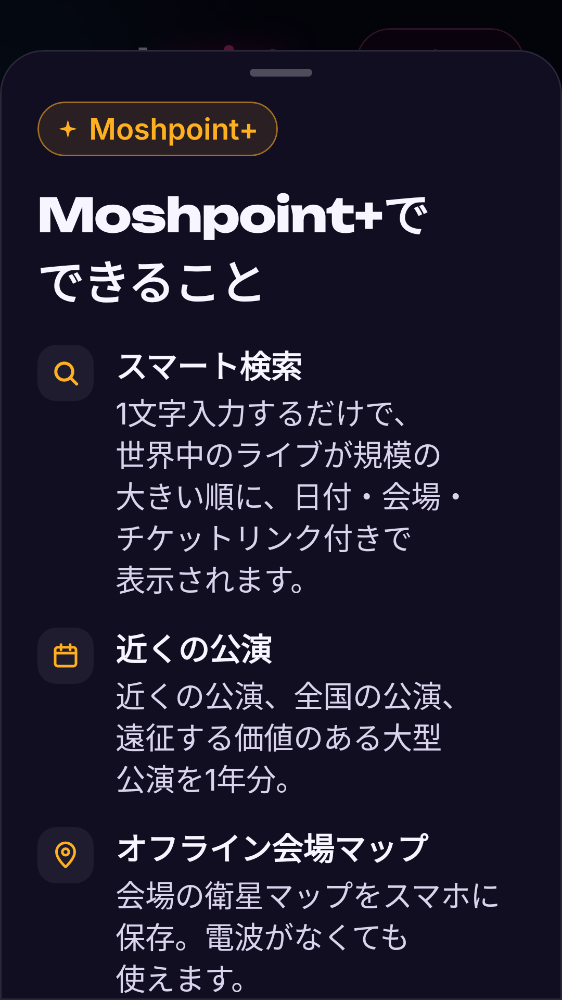 Moshpoint+
Moshpoint+で
できること
スマート検索
1文字入力するだけで、
世界中のライブが規模の
大きい順に、日付・会場・
チケットリンク付きで
表示されます。
近くの公演
近くの公演、全国の公演、
遠征する価値のある大型
公演を1年分。
オフライン会場マップ
会場の衛星マップをスマホに
保存。電波がなくても
使えます。